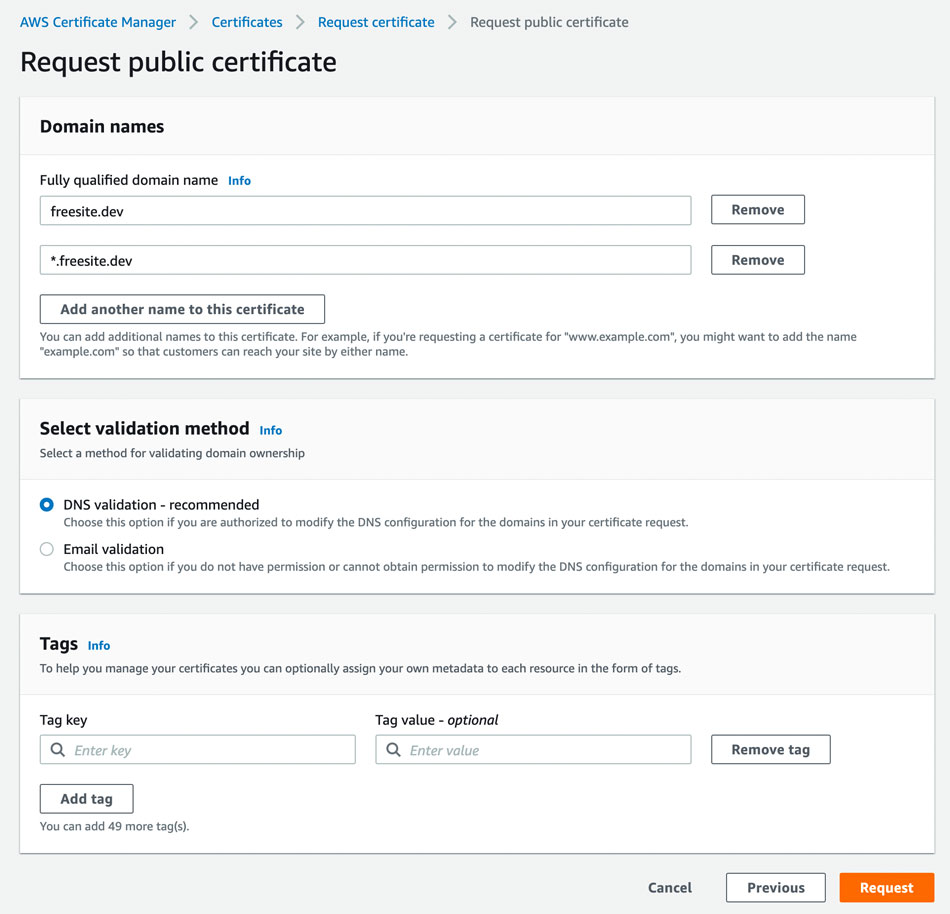 AWS Certificate Manager > Certificates > Request certificate > Request public certificate
Request public certificate
Domain names
Fully qualified domain name Info
freesite.dev Remove
*.freesite.dev Remove
Add another name to this certificate
You can add additional names to this certificate. For example, if you're requesting a certificate for "www.example.com", you might want to add the name
"example.com" so that customers can reach your site by either name.
Select validation method Info
Select a method for validating domain ownership
DNS validation - recommended
Choose this option if you are authorized to modify the DNS configuration for the domains in your certificate request.
Email validation
Choose this option if you do not have permission or cannot obtain permission to modify the DNS configuration for the domains in your certificate request.
Tags Info
To help you manage your certificates you can optionally assign your own metadata to each resource in the form of tags.
Tag key Tag value - optional
Enter key Enter value Remove tag
Add tag
You can add 49 more tag(s).
Cancel Previous Request